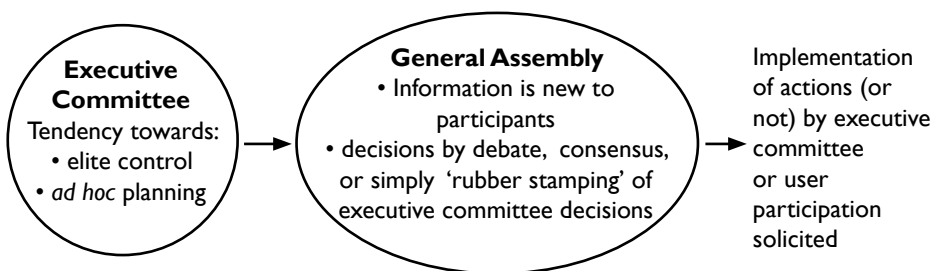 Executive
Committee
Tendency towards:
• elite control
• ad hoc planning
General Assembly
• Information is new to
participants
• decisions by debate, consensus,
or simply ‘rubber stamping’ of
executive committee decisions
Implementation
of actions (or
not) by executive
committee
or user
participation
solicited